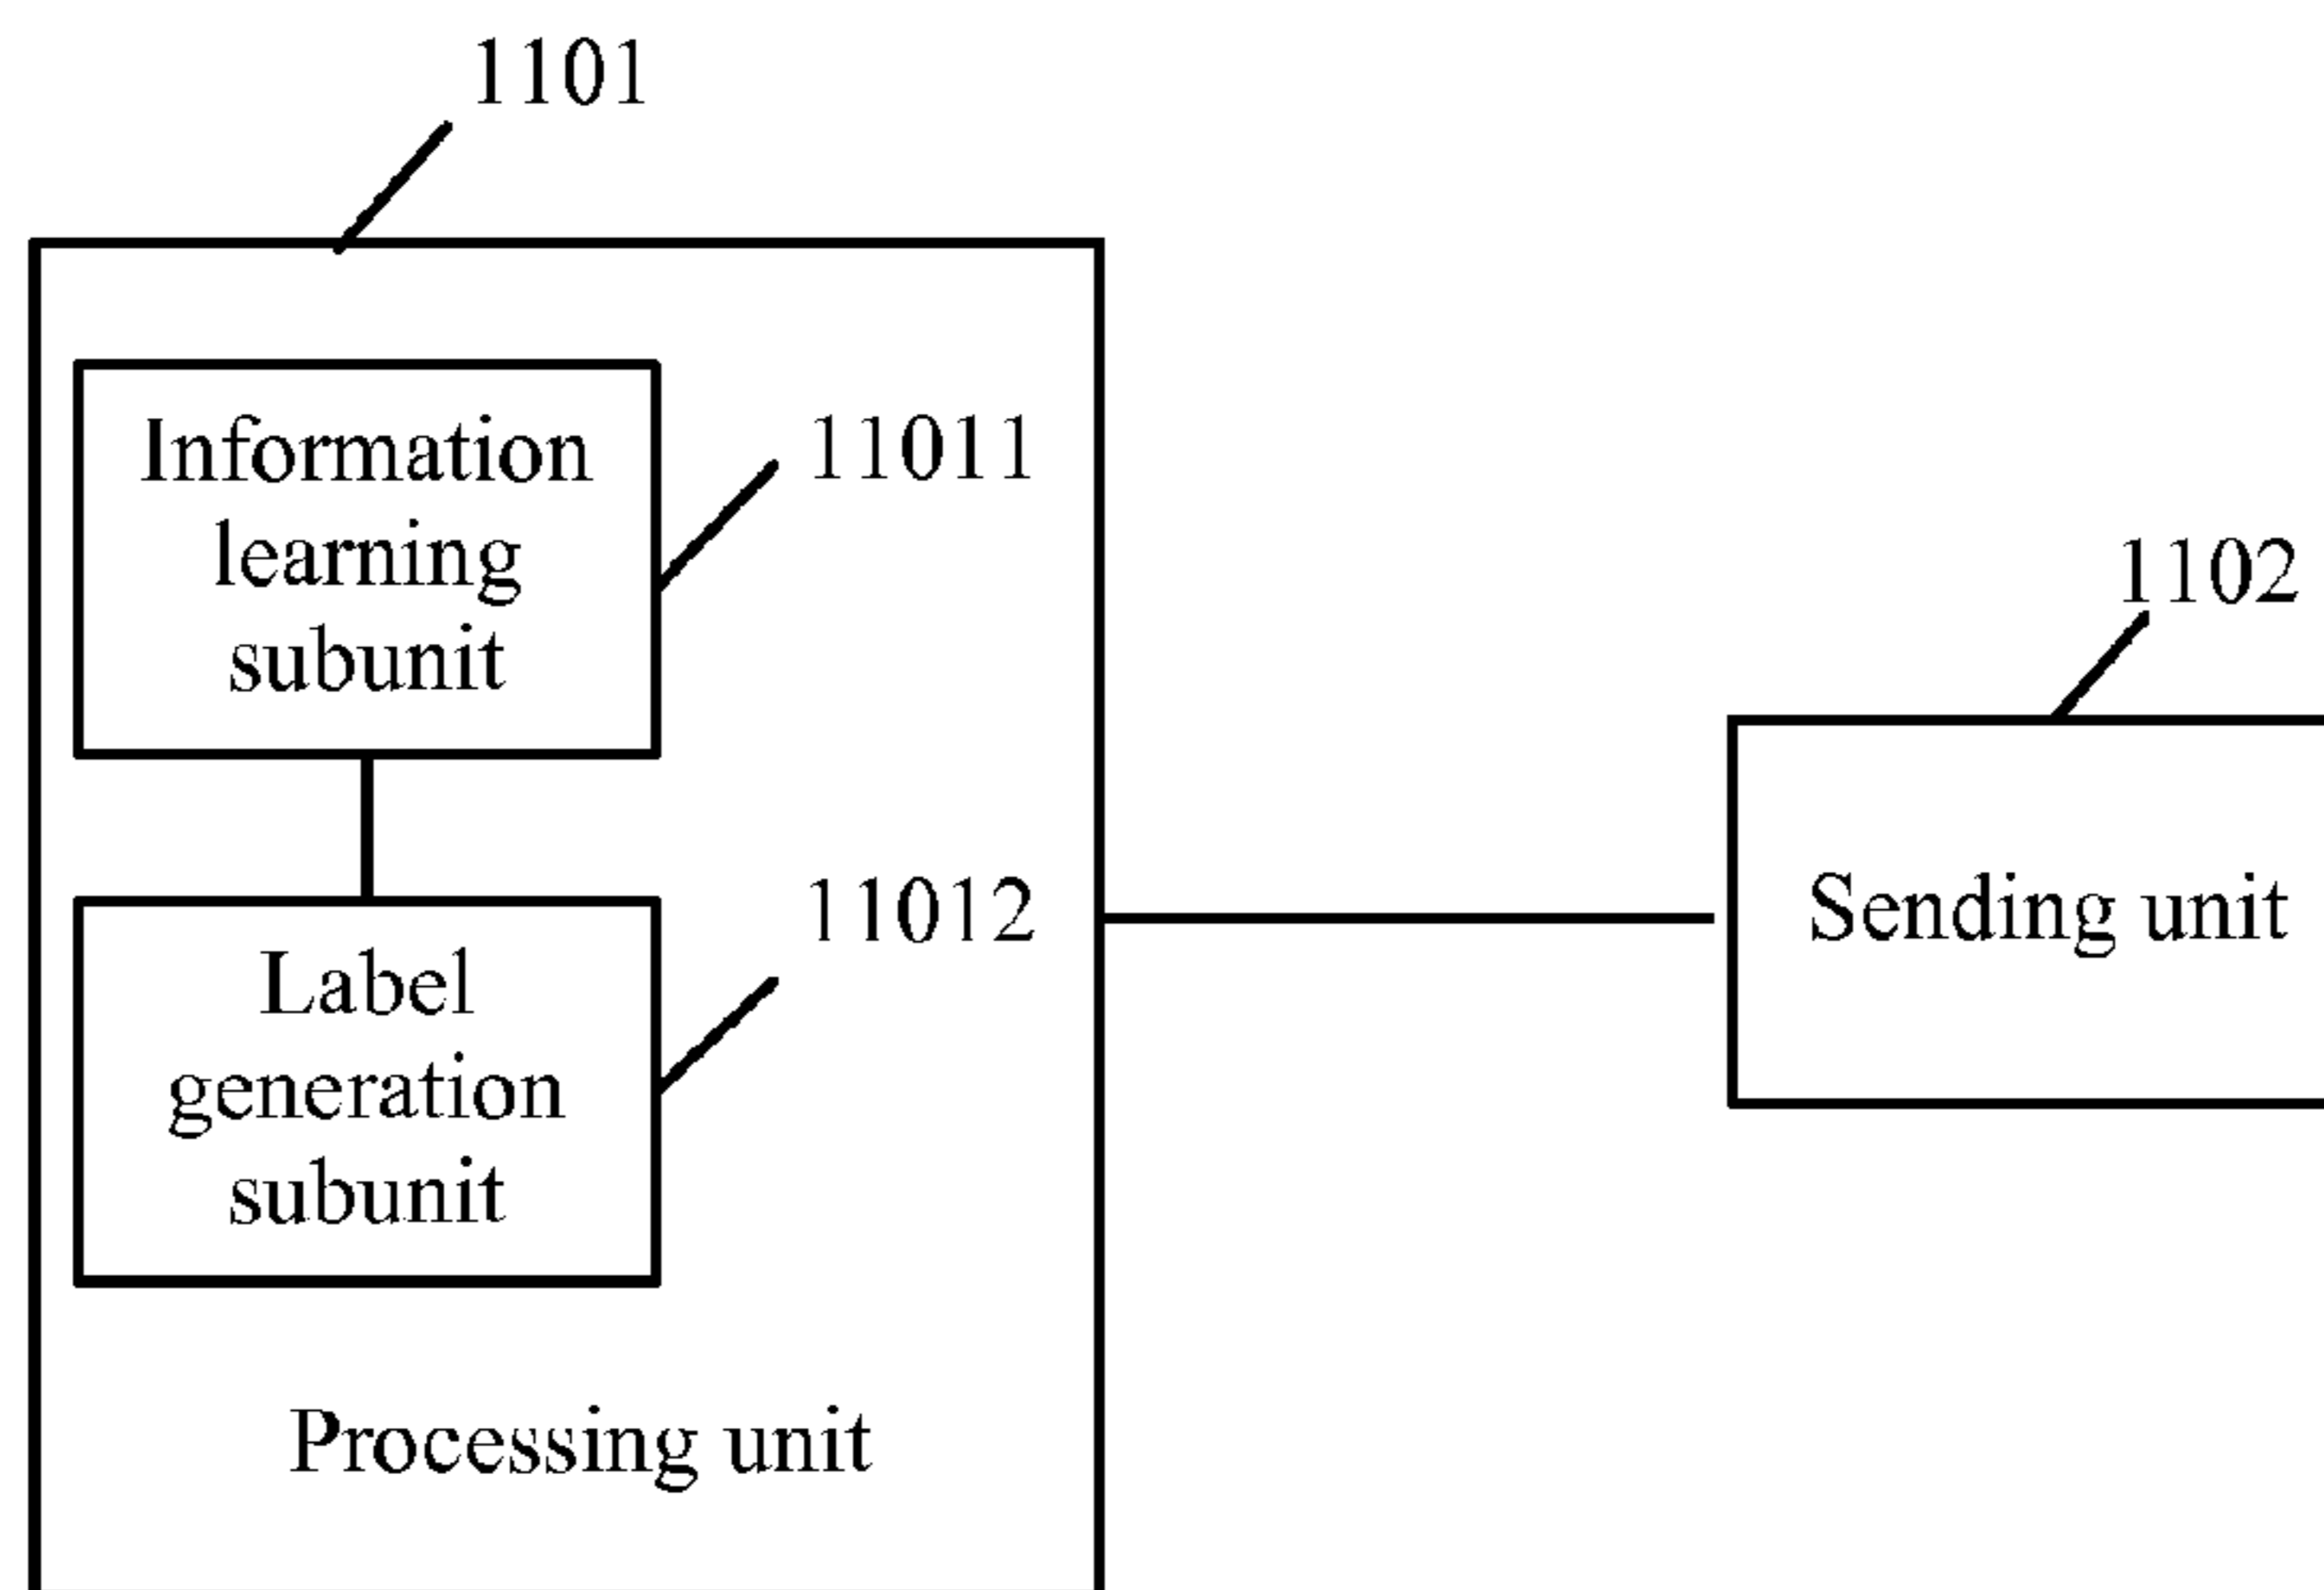 1101
Information
learning
subunit
11011
1102
Label
generation
subunit
11012
Sending unit
Processing unit